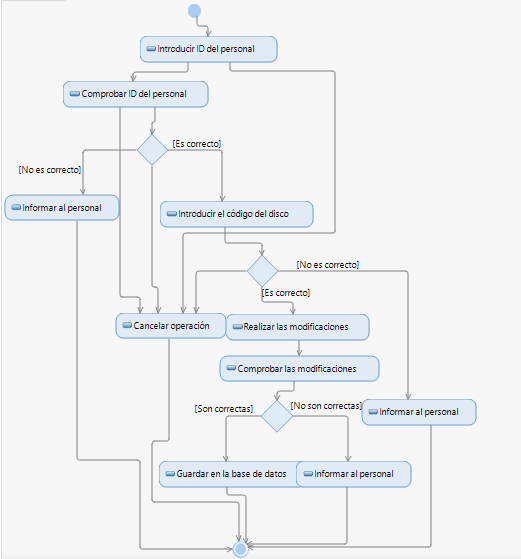 Introducir ID del personal
Comprobar ID del personal
[Es correcto]
[No es correcto]
Informar al personal
Introducir el código del disco
[No es correcto]
[Es correcto]
Cancelar operación
Realizar las modificaciones
Comprobar las modificaciones
[Son correctas]
[No son correctas]
Informar al personal
Guardar en la base de datos
Informar al personal